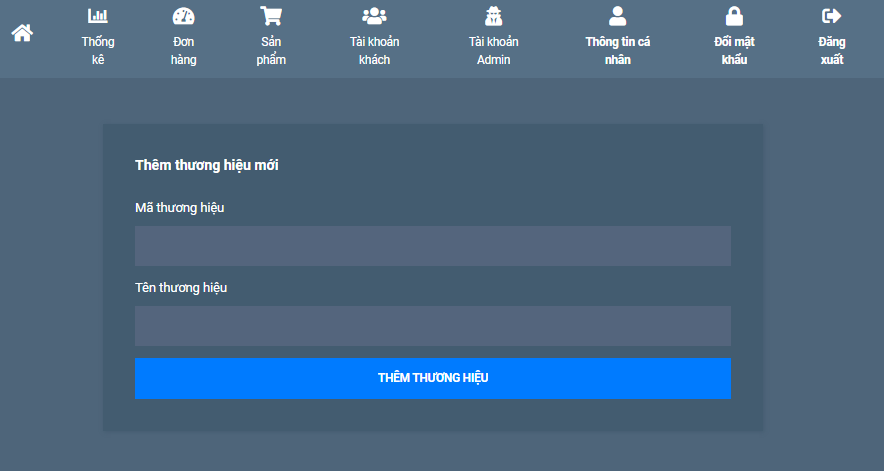 Thống
kê
Đơn
hàng
Sản
phẩm
Tài khoản
khách
Tài khoản
Admin
Thông tin cá
nhân
Đổi mật
khẩu
Đăng
xuất
Thêm thương hiệu mới
Mã thương hiệu
Tên thương hiệu
THÊM THƯƠNG HIỆU